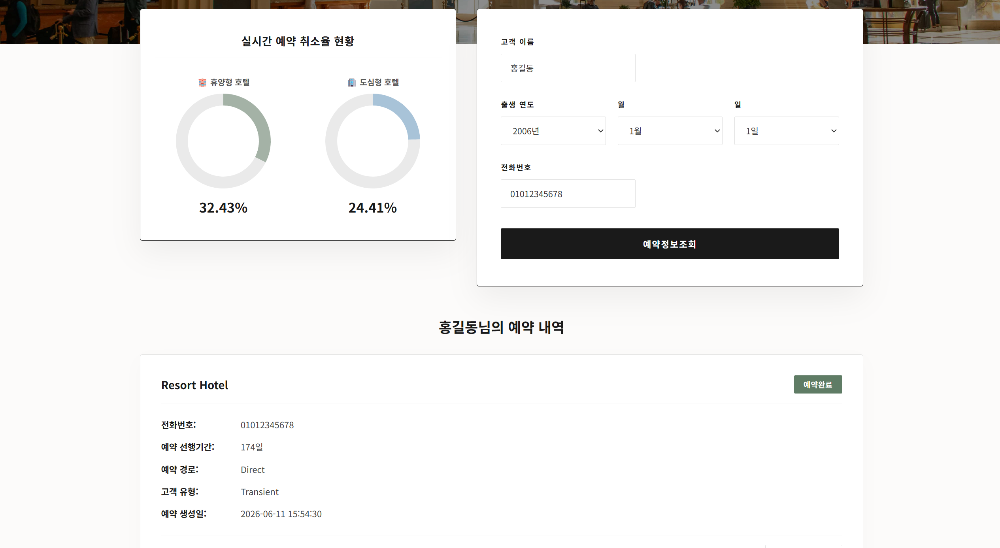 실시간 예약 취소율 현황
휴양형 호텔
도심형 호텔
32.43%
24.41%
고객 이름
홍길동
출생 연도
월
일
2006년
1월
1일
전화번호
01012345678
예약정보조회
홍길동님의 예약 내역
Resort Hotel
예약완료
전화번호: 01012345678
예약 선행기간: 174일
예약 경로: Direct
고객 유형: Transient
예약 생성일: 2026-06-11 15:54:30